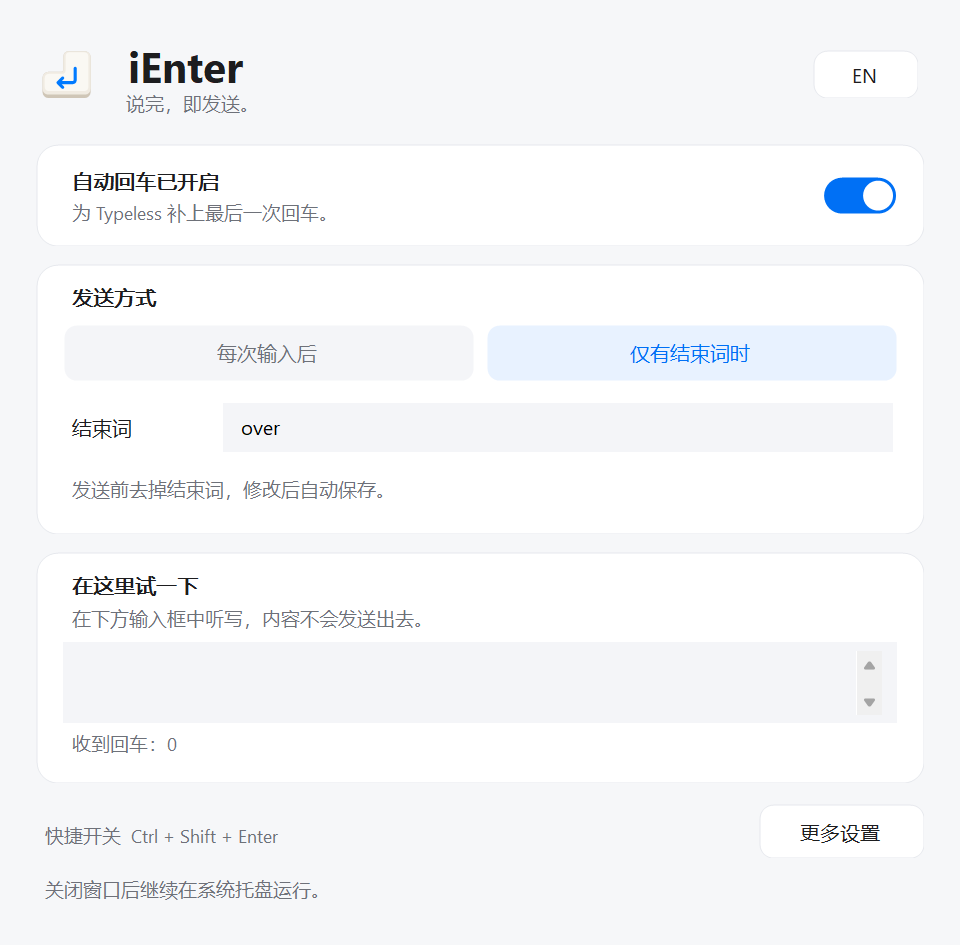 iEnter
说完，即发送。
EN
自动回车已开启
为 Typeless 补上最后一次回车。
发送方式
每次输入后
仅有结束词时
结束词
over
发送前去掉结束词，修改后自动保存。
在这里试一下
在下方输入框中听写，内容不会发送出去。
收到回车：0
快捷开关 Ctrl + Shift + Enter
更多设置
关闭窗口后继续在系统托盘运行。